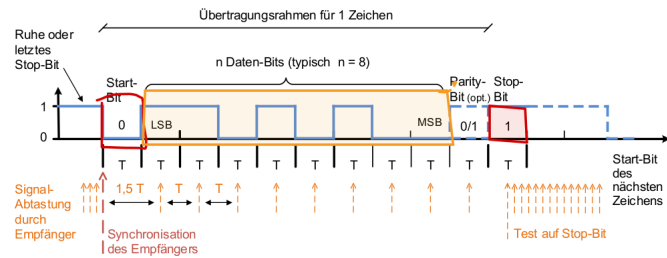 Übertragungsrahmen für 1 Zeichen
Ruhe oder
letztes
Stop-Bit
n Daten-Bits (typisch n = 8)
Start-
Bit
Parity-
Bit (opt.)
Stop-
Bit
1
0
0
LSB
MSB
0/1
1
T T T T T T T T T T T
Start-Bit
des
nächsten
Zeichens
Signal-
Abtastung
durch
Empfänger
1,5 T
T
T
Synchronisation
des Empfängers
Test auf Stop-Bit